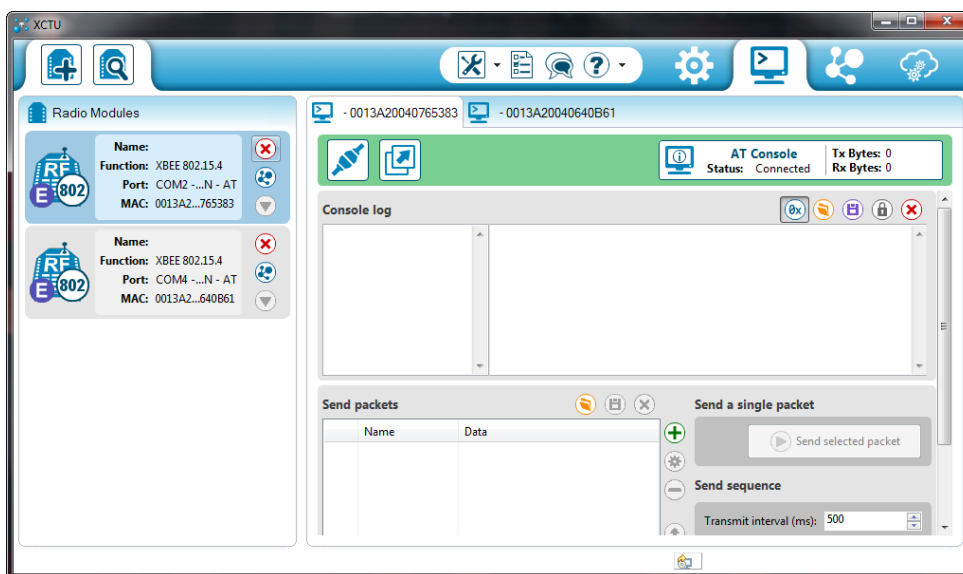 XCTU
Radio Modules
Name:
Function: XBEE 802.15.4
Port: COM2 -...N - AT
MAC: 0013A2...765383
RF
E 802
Name:
Function: XBEE 802.15.4
Port: COM4 -...N - AT
MAC: 0013A2...640B61
RF
E 802
- 0013A20040765383
- 0013A20040640B61
AT Console
Status: Connected
Tx Bytes: 0
Rx Bytes: 0
Console log
0x
Send packets
Name Data
Send a single packet
Send selected packet
Send sequence
Transmit interval (ms): 500